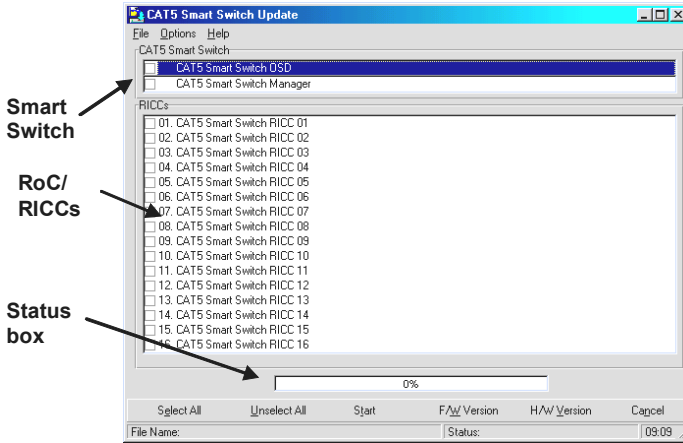 CAT5 Smart Switch Update
File Options Help
CAT5 Smart Switch
CAT5 Smart Switch OSD
CAT5 Smart Switch Manager
Smart
Switch
RICCs
01. CAT5 Smart Switch RICC 01
02. CAT5 Smart Switch RICC 02
03. CAT5 Smart Switch RICC 03
04. CAT5 Smart Switch RICC 04
05. CAT5 Smart Switch RICC 05
06. CAT5 Smart Switch RICC 06
07. CAT5 Smart Switch RICC 07
08. CAT5 Smart Switch RICC 08
09. CAT5 Smart Switch RICC 09
10. CAT5 Smart Switch RICC 10
11. CAT5 Smart Switch RICC 11
12. CAT5 Smart Switch RICC 12
13. CAT5 Smart Switch RICC 13
14. CAT5 Smart Switch RICC 14
15. CAT5 Smart Switch RICC 15
16. CAT5 Smart Switch RICC 16
RoC/
RICCs
Status
box
0%
Select All Unselect All Start F/W Version H/W Version Cancel
File Name: Status: 09:09